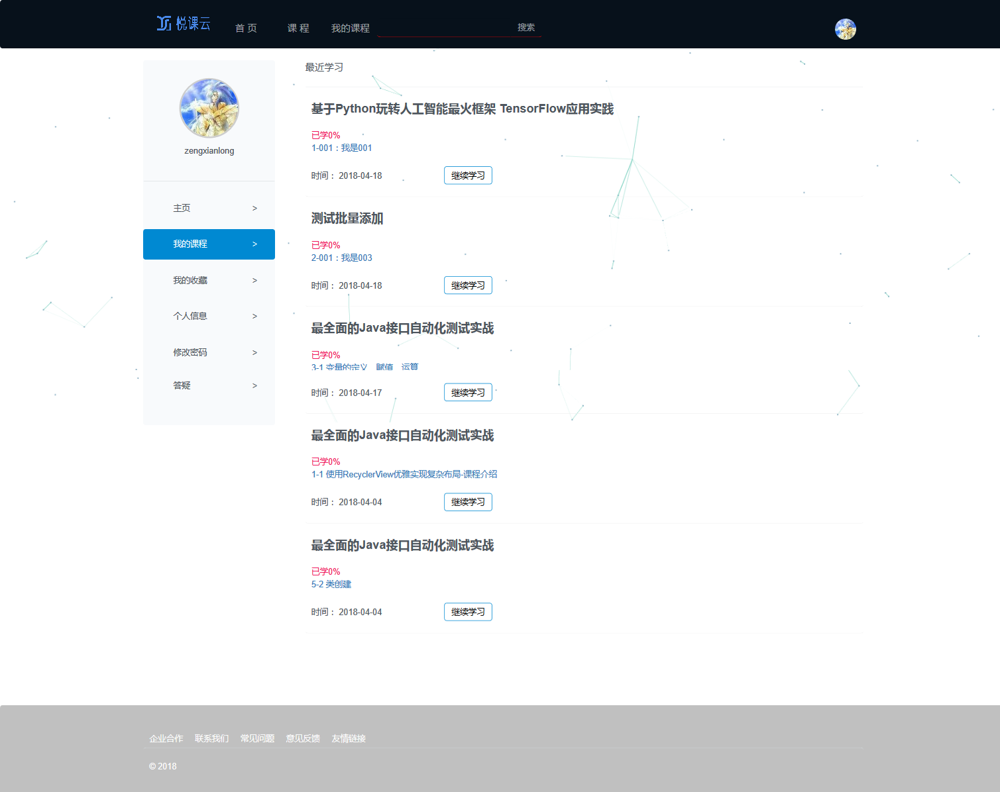 悦课云
首 页
课 程
我的课程
搜索
zengxianlong
主页 >
我的课程 >
我的收藏 >
个人信息 >
修改密码 >
答疑 >
最近学习
基于Python玩转人工智能最火框架 TensorFlow应用实践
已学0%
1-001：我是001
时间： 2018-04-18 继续学习
测试批量添加
已学0%
2-001：我是003
时间： 2018-04-18 继续学习
最全面的Java接口自动化测试实战
已学0%
3-1 变量的定义、赋值、运算
时间： 2018-04-17 继续学习
最全面的Java接口自动化测试实战
已学0%
1-1 使用RecyclerView优雅实现复杂布局-课程介绍
时间： 2018-04-04 继续学习
最全面的Java接口自动化测试实战
已学0%
5-2 类创建
时间： 2018-04-04 继续学习
企业合作 联系我们 常见问题 意见反馈 友情链接
© 2018